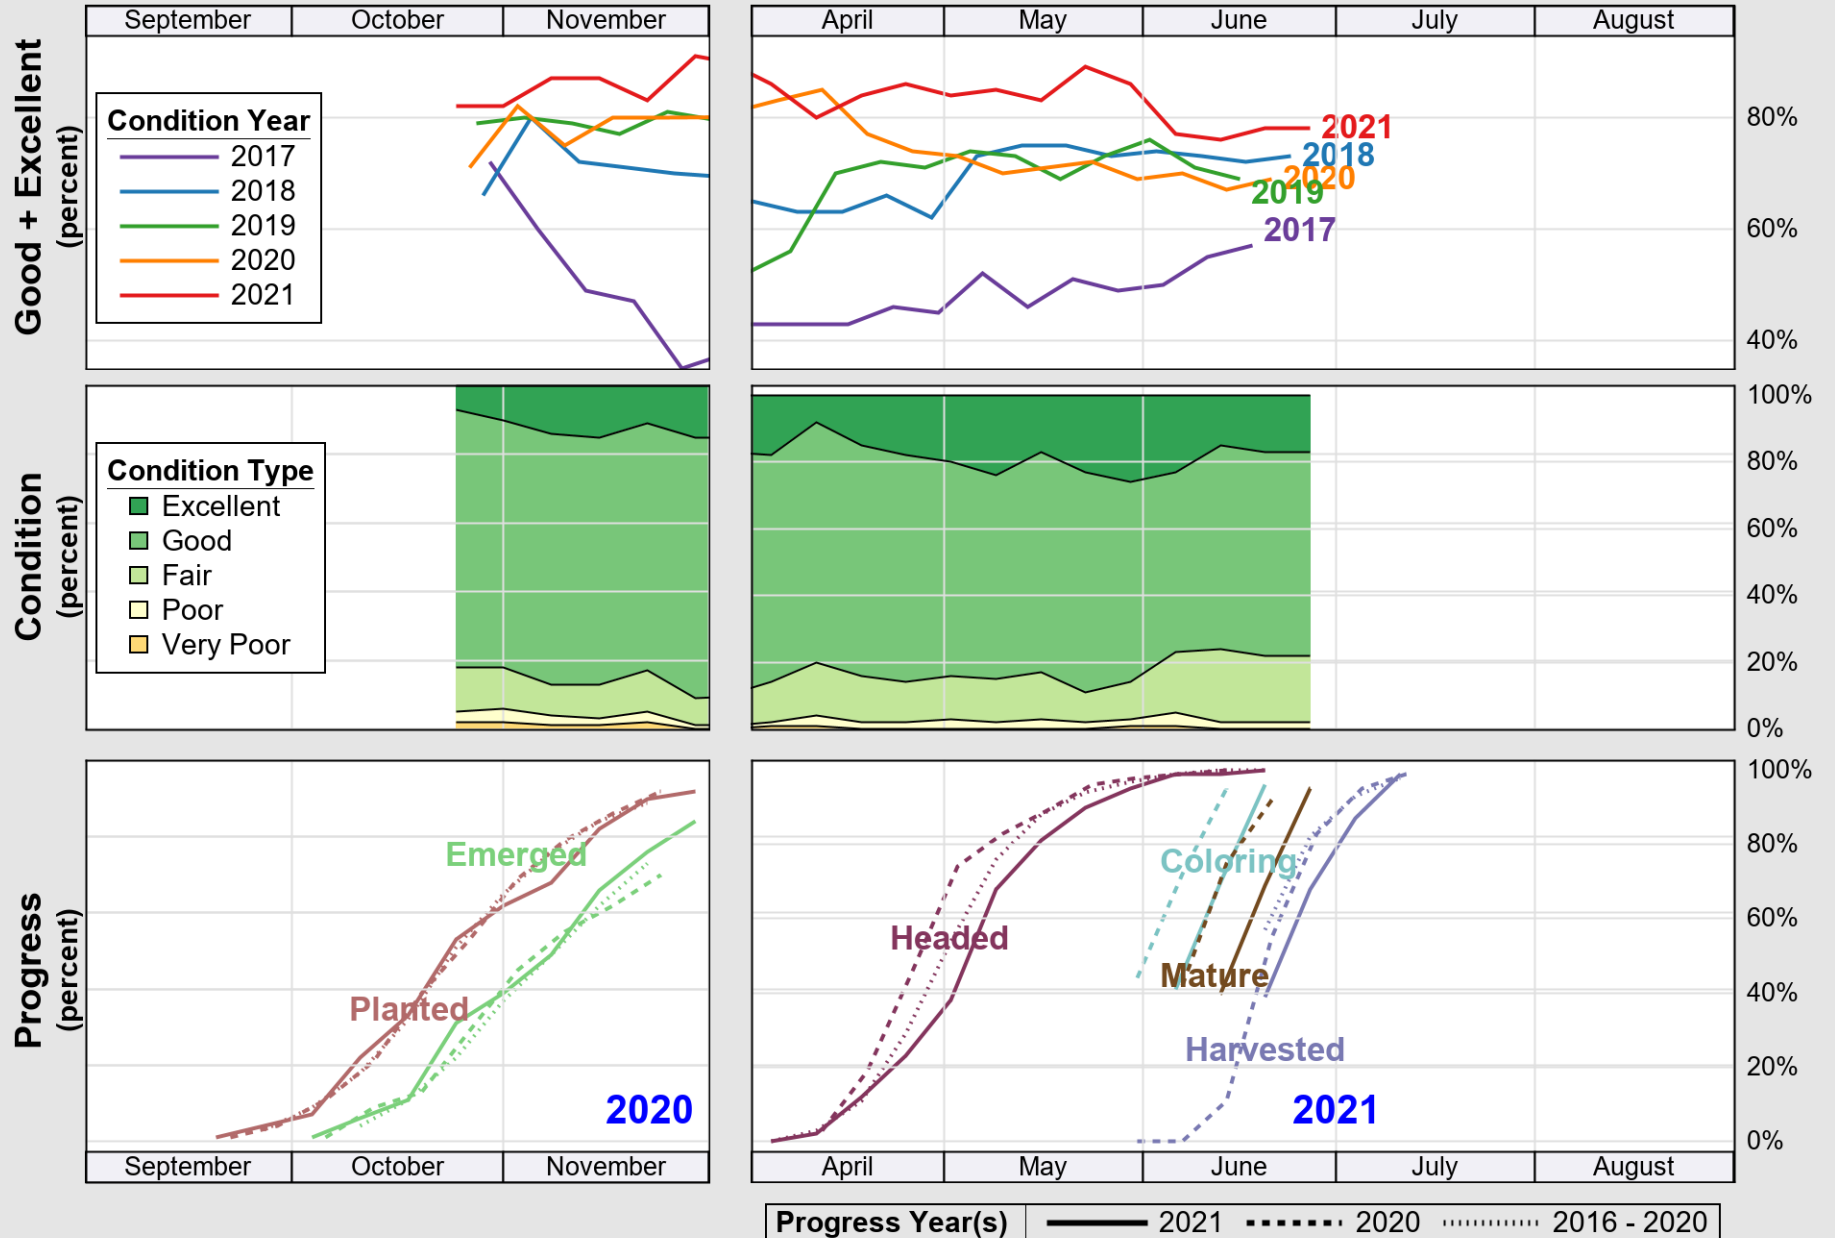 September October November April May June July August
Good + Excellent
(percent)
Condition Year
2017
2018
2019
2020
2021
2021
2018
2020
2019
2017
80%
60%
40%
Condition
(percent)
Condition Type
Excellent
Good
Fair
Poor
Very Poor
100%
80%
60%
40%
20%
0%
Progress
(percent)
Emerged
Planted
2020
Headed
Coloring
Mature
Harvested
2021
100%
80%
60%
40%
20%
0%
September October November April May June July August
Progress Year(s) 2021 2020 2016 - 2020